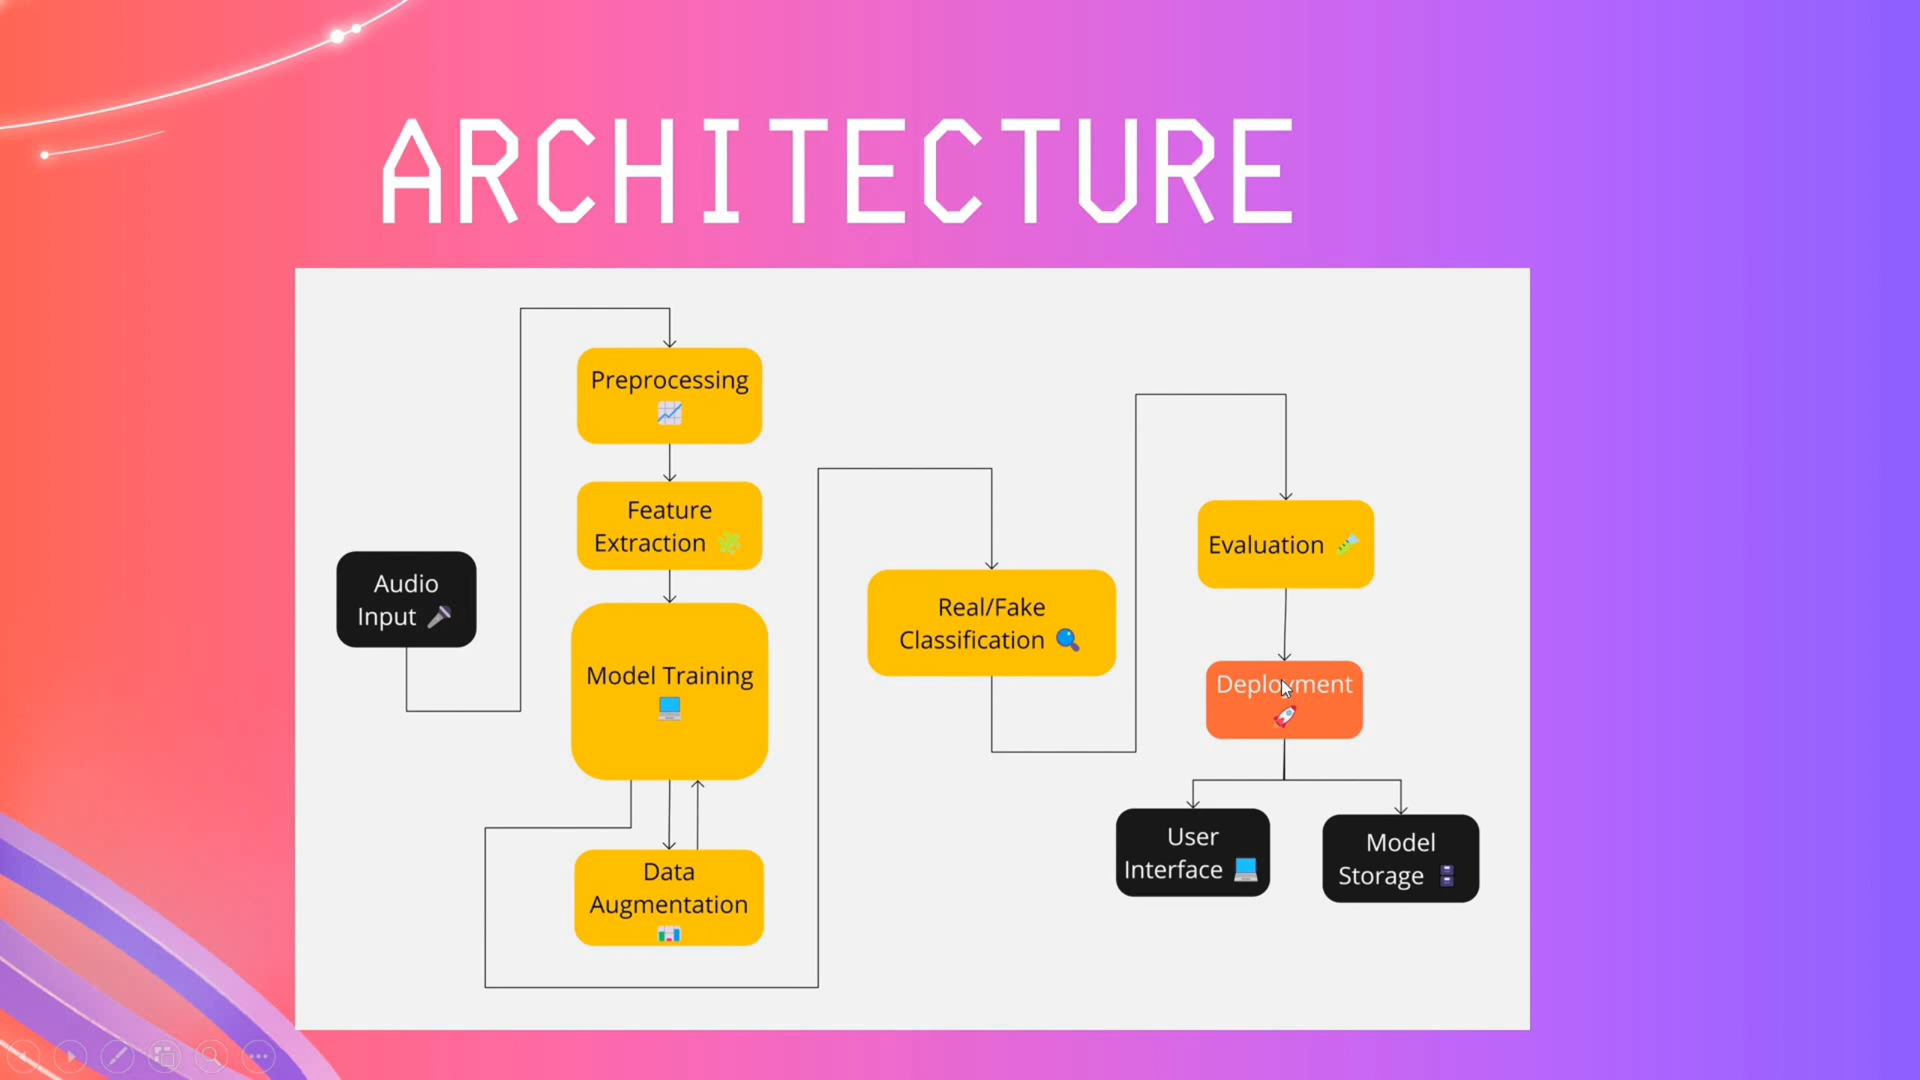 ARCHITECTURE
Audio
Input
Preprocessing
Feature
Extraction
Model Training
Data
Augmentation
Real/Fake
Classification
Evaluation
Deployment
User
Interface
Model
Storage